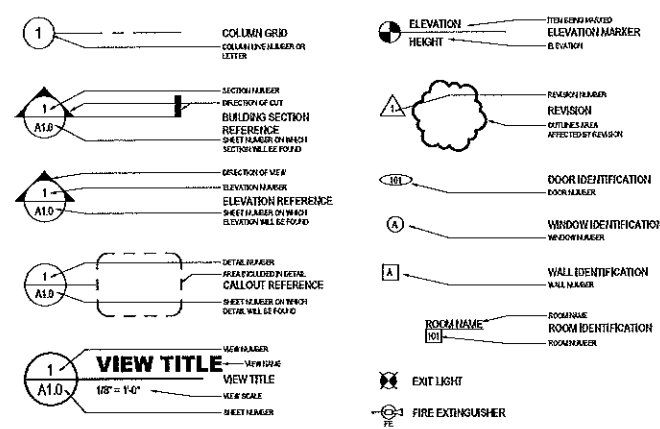 1
COLUMN GRID
COLUMN LINE NUMBER OR
LETTER
1
A1.0
SECTION NUMBER
DIRECTION OF CUT
BUILDING SECTION
REFERENCE
SHEET NUMBER ON WHICH
SECTION WILL BE FOUND
1
A1.0
DIRECTION OF VIEW
ELEVATION NUMBER
ELEVATION REFERENCE
SHEET NUMBER ON WHICH
ELEVATION WILL BE FOUND
1
A1.0
DETAIL NUMBER
AREA INCLUDED IN DETAIL
CALLOUT REFERENCE
SHEET NUMBER ON WHICH
DETAIL WILL BE FOUND
1
A1.0
VIEW TITLE
1/8" = 1'-0"
VIEW NUMBER
VIEW NAME
VIEW TITLE
VIEW SCALE
SHEET NUMBER
ELEVATION
HEIGHT
ITEM BEING MARKED
ELEVATION MARKER
ELEVATION
1
REVISION NUMBER
REVISION
OUTLINES AREA
AFFECTED BY REVISION
101
DOOR IDENTIFICATION
DOOR NUMBER
A
WINDOW IDENTIFICATION
WINDOW NUMBER
A
WALL IDENTIFICATION
WALL NUMBER
ROOM NAME
101
ROOM NAME
ROOM IDENTIFICATION
ROOM NUMBER
EXIT LIGHT
FE
FIRE EXTINGUISHER